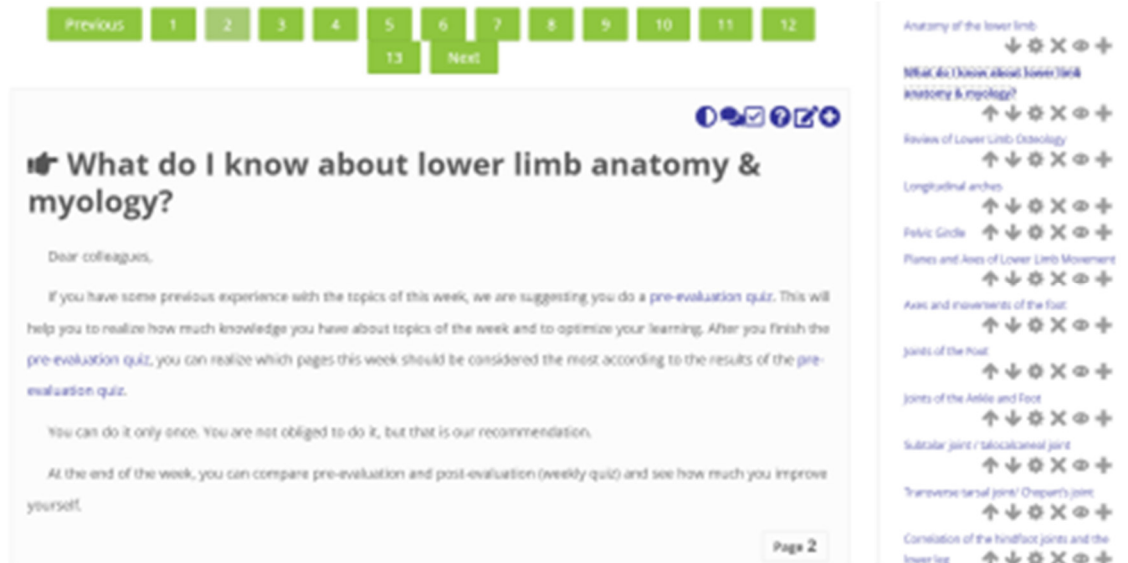 Previous 1 2 3 4 5 6 7 8 9 10 11 12
13 Next
What do I know about lower limb anatomy &
myology?
Dear colleagues,
If you have some previous experience with the topics of this week, we are suggesting you do a pre-evaluation quiz. This will
help you to realize how much knowledge you have about topics of the week and to optimize your learning. After you finish the
pre-evaluation quiz, you can realize which pages this week should be considered the most according to the results of the pre-
evaluation quiz.
You can do it only once. You are not obliged to do it, but that is our recommendation.
At the end of the week, you can compare pre-evaluation and post-evaluation (weekly quiz) and see how much you improve
yourself.
Page 2
Anatomy of the lower limb
What do I know about lower limb
anatomy & myology?
Review of Lower Limb Osteology
Longitudinal arches
Pelvic Girdle
Planes and Axes of Lower Limb Movement
Axes and movements of the foot
Joints of the Foot
Joints of the Ankle and Foot
Subtalar joint / talocalcaneal joint
Transverse tarsal joint/ Chopart's joint
Correlation of the hindfoot joints and the
lower leg